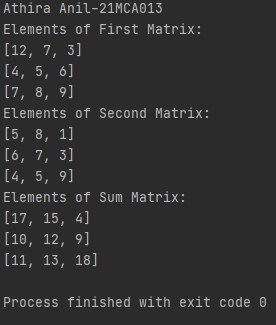 Athira Anil-21MCA013
Elements of First Matrix:
[12, 7, 3]
[4, 5, 6]
[7, 8, 9]
Elements of Second Matrix:
[5, 8, 1]
[6, 7, 3]
[4, 5, 9]
Elements of Sum Matrix:
[17, 15, 4]
[10, 12, 9]
[11, 13, 18]
Process finished with exit code 0